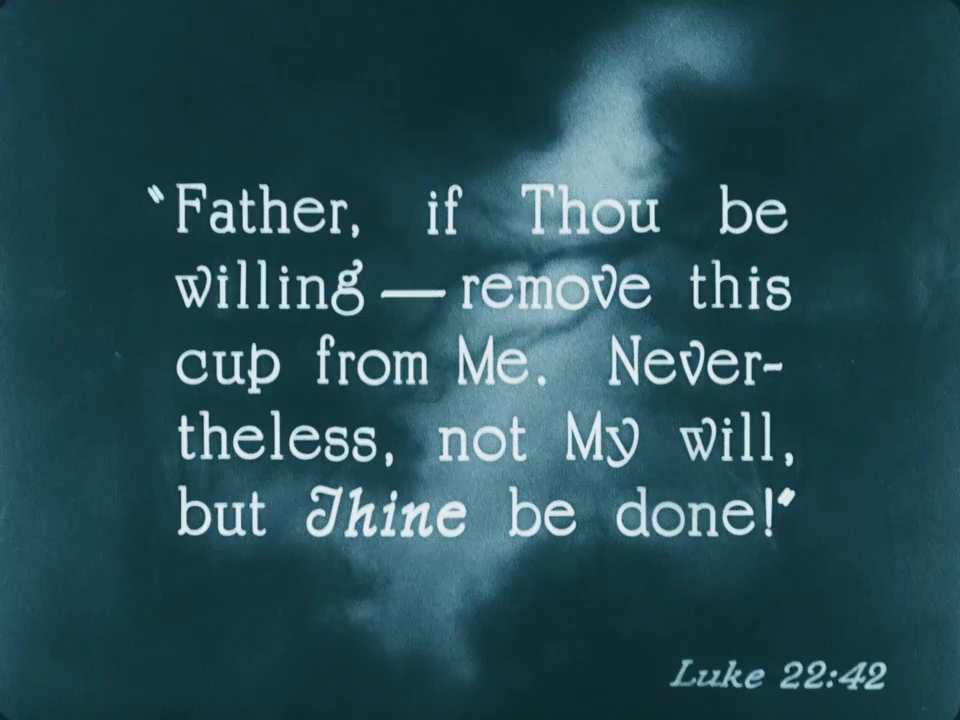 "Father, if Thou be
willing — remove this
cup from Me. Never-
theless, not My will,
but Thine be done!"
Luke 22:42